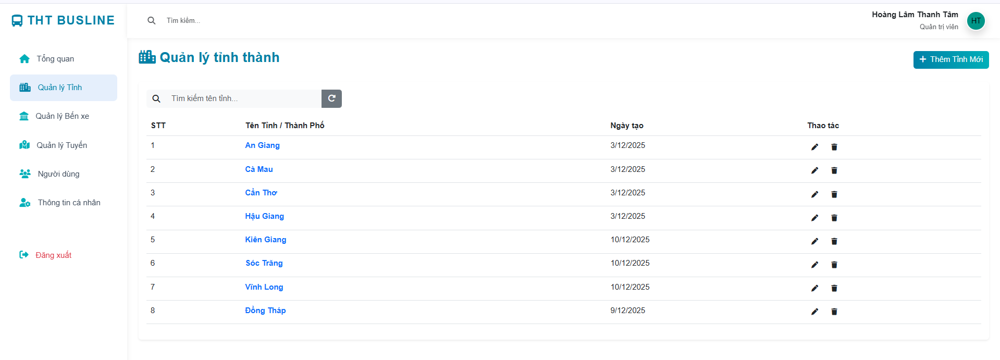 THT BUSLINE
Tìm kiếm...
Hoàng Lâm Thanh Tâm
Quản trị viên
HT
Tổng quan
Quản lý Tỉnh
Quản lý Bến xe
Quản lý Tuyến
Người dùng
Thông tin cá nhân
Đăng xuất
Quản lý tỉnh thành
Thêm Tỉnh Mới
Tìm kiếm tên tỉnh...
STT Tên Tỉnh / Thành Phố Ngày tạo Thao tác
1 An Giang 3/12/2025
2 Cà Mau 3/12/2025
3 Cần Thơ 3/12/2025
4 Hậu Giang 3/12/2025
5 Kiên Giang 10/12/2025
6 Sóc Trăng 10/12/2025
7 Vĩnh Long 10/12/2025
8 Đồng Tháp 9/12/2025